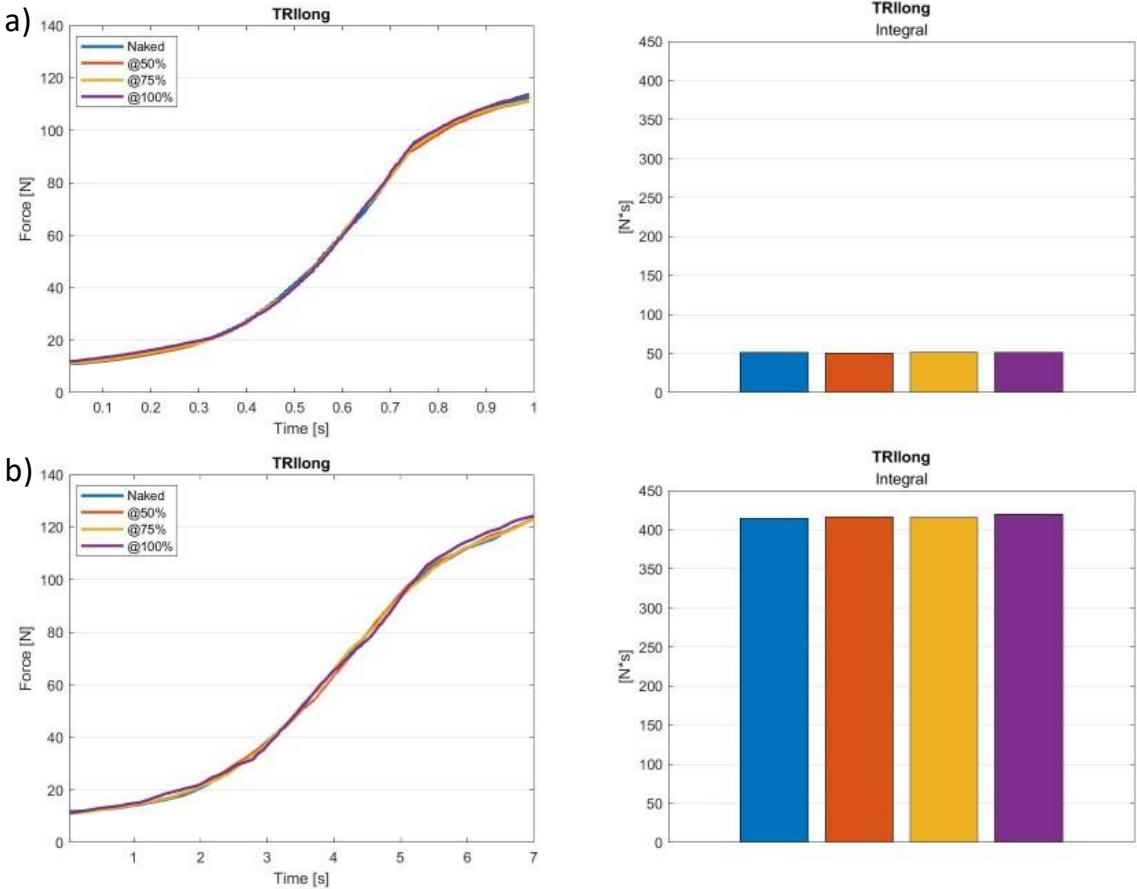 a)
TRIlong
Naked
@50%
@75%
@100%
140
120
100
80
60
40
20
0
Force [N]
0.1 0.2 0.3 0.4 0.5 0.6 0.7 0.8 0.9 1
Time [s]
TRIlong
Integral
450
400
350
300
250
200
150
100
50
0
[N*s]
b)
TRIlong
Naked
@50%
@75%
@100%
140
120
100
80
60
40
20
0
Force [N]
1 2 3 4 5 6 7
Time [s]
TRIlong
Integral
450
400
350
300
250
200
150
100
50
0
[N*s]